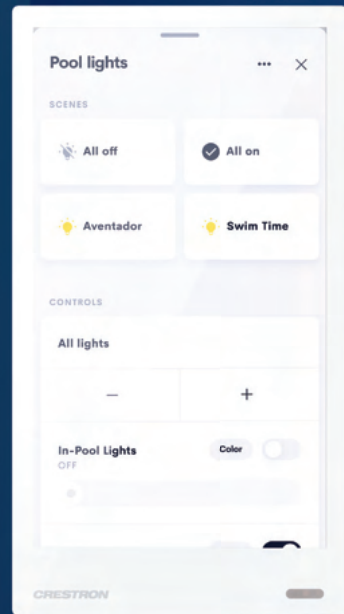 Pool lights
SCENES
All off
All on
Aventador
Swim Time
CONTROLS
All lights
− +
In-Pool Lights Color
OFF
CRESTRON